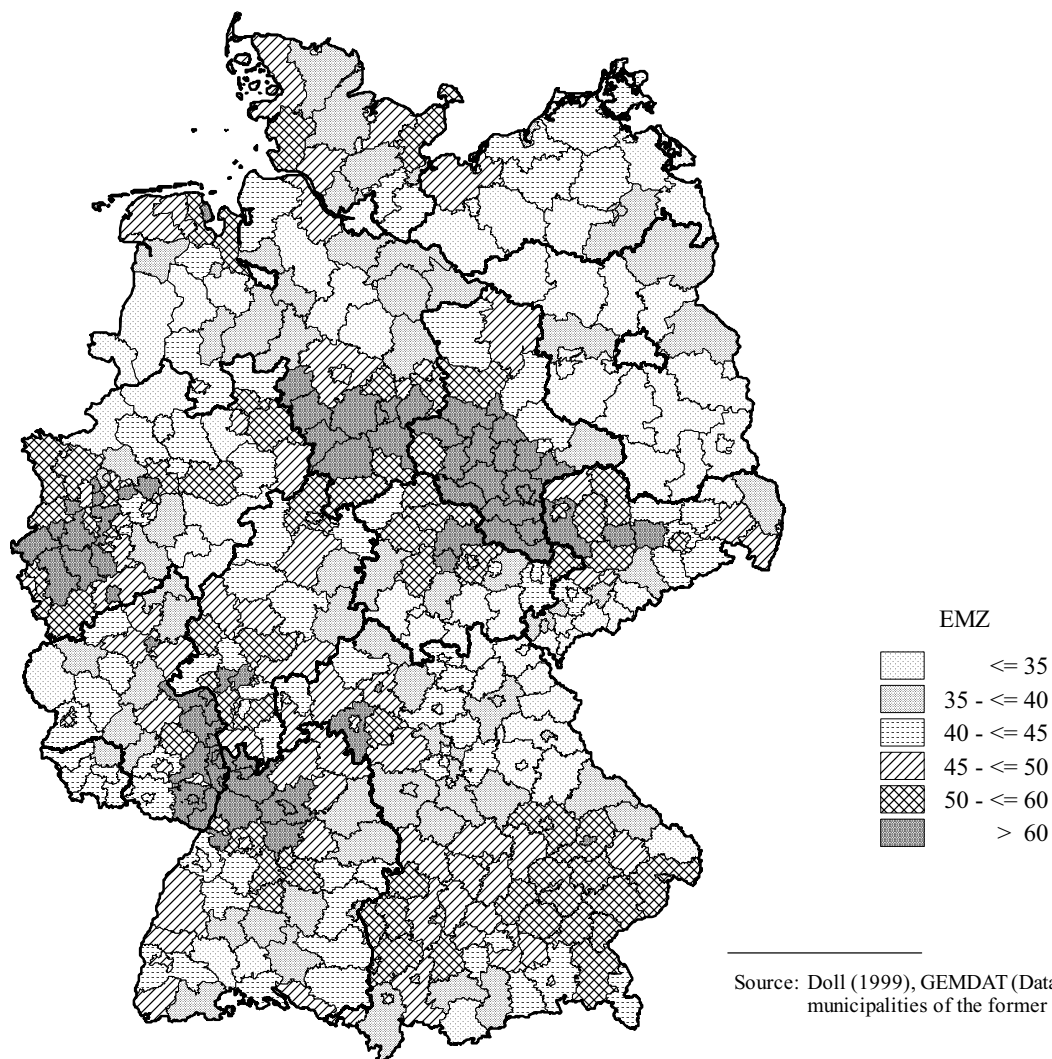 EMZ
<= 35
35 - <= 40
40 - <= 45
45 - <= 50
50 - <= 60
> 60
Source: Doll (1999), GEMDAT (Data
municipalities of the former